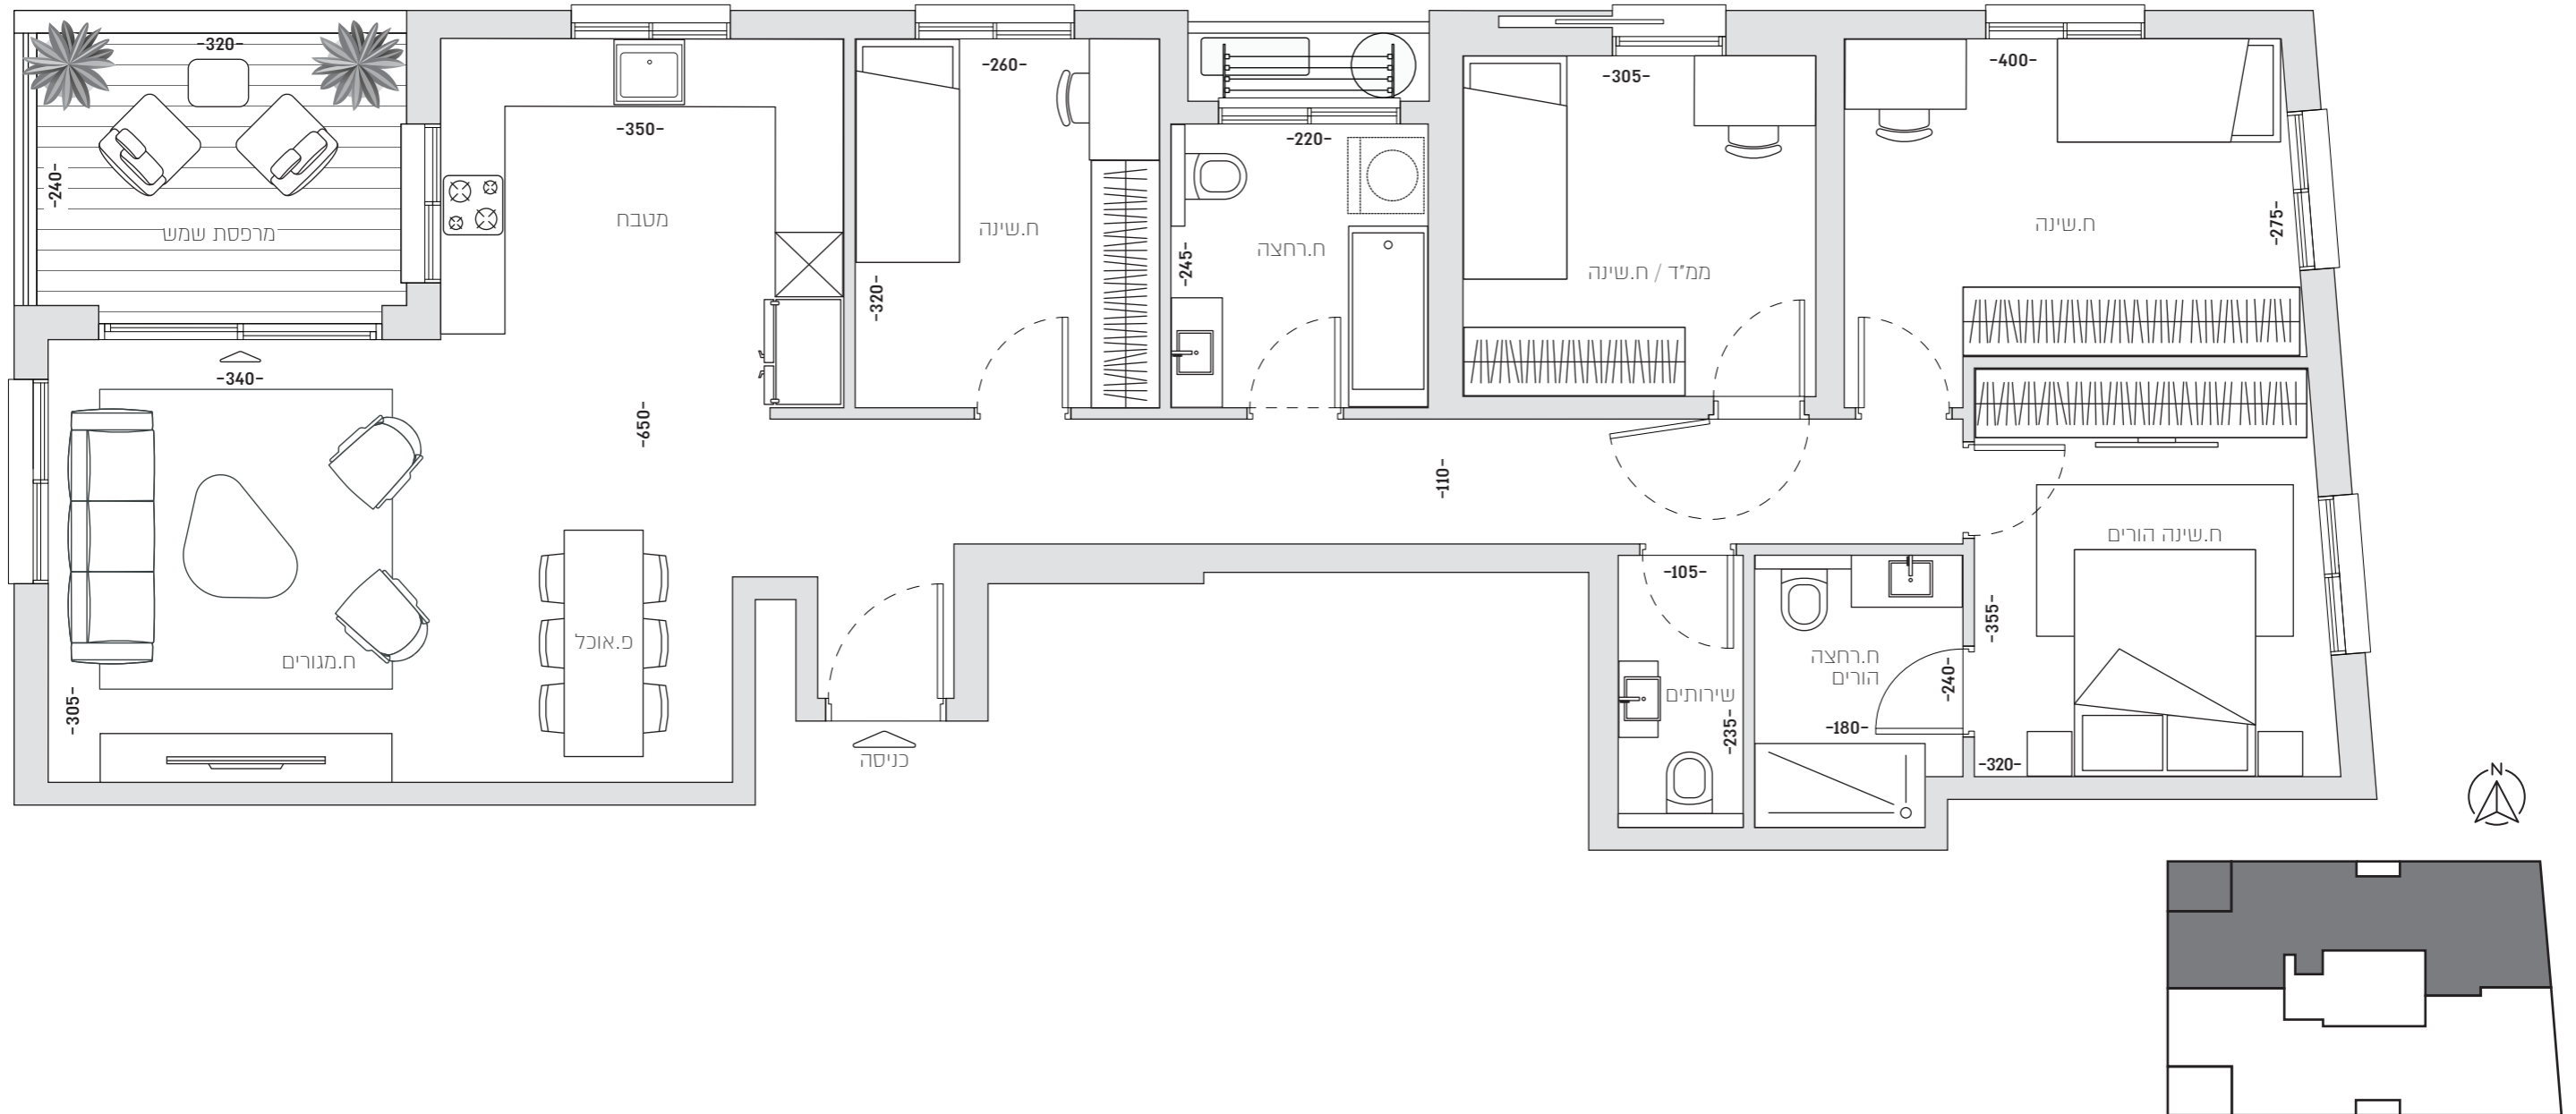 -320-
-240-
מרפסת שמש
-350-
מטבח
-260-
ח.שינה
-320-
-220-
-245-
ח.רחצה
-305-
ממ"ד / ח.שינה
-400-
ח.שינה
-275-
-340-
-650-
-305-
ח.מגורים
פ.אוכל
כניסה
-110-
-105-
שירותים
-235-
ח.רחצה
הורים
-180-
-240-
ח.שינה הורים
-355-
-320-
N